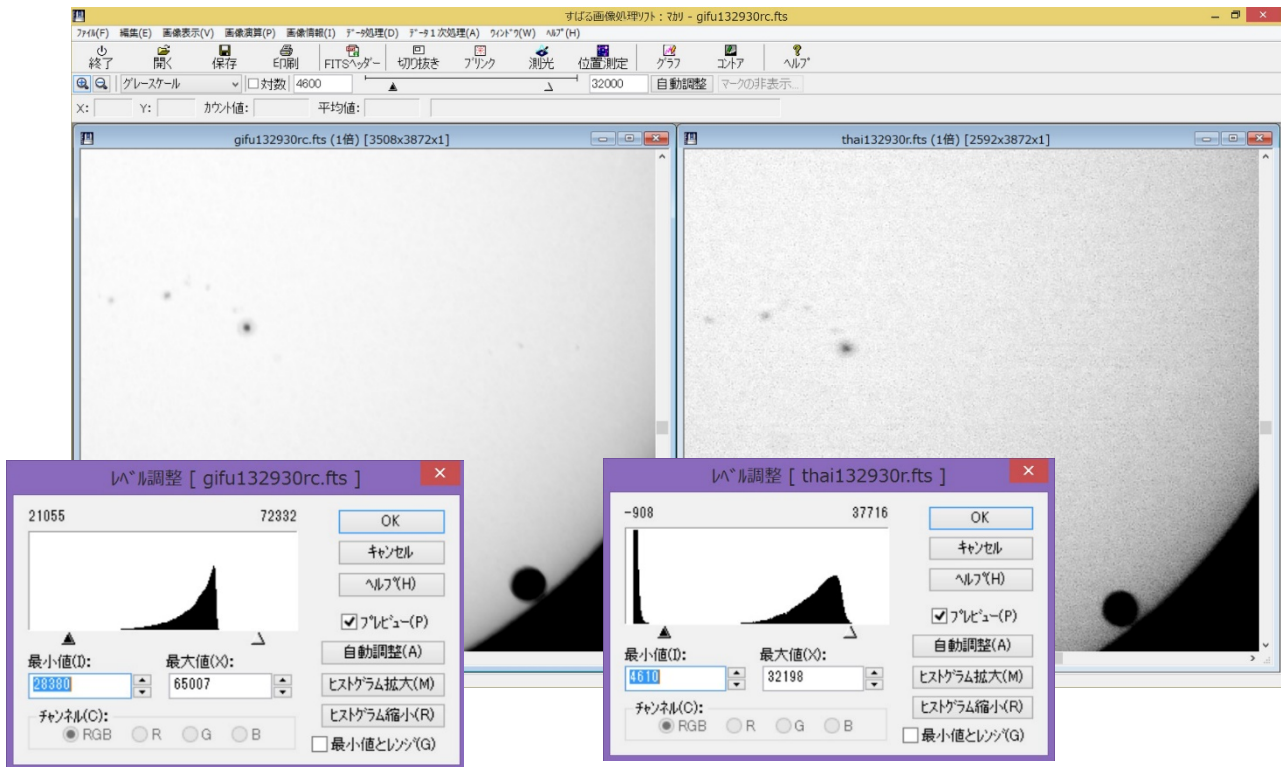 すばる画像処理ソフト：マカリ - gifu132930rc.fts
ファイル(F) 編集(E) 画像表示(V) 画像演算(P) 画像情報(I) データ処理(D) データ１次処理(A) ウィンドウ(W) ヘルプ(H)
終了 開く 保存 印刷 FITSヘッダー 切り抜き ブリンク 測光 位置測定 グラフ コントア ヘルプ
グレースケール 対数 4600 32000 自動調整 マークの非表示...
X: Y: カウント値: 平均値:
gifu132930rc.fts (1倍) [3508x3872x1]
thai132930r.fts (1倍) [2592x3872x1]
レベル調整 [ gifu132930rc.fts ]
21055 72332
OK
キャンセル
ヘルプ(H)
プレビュー(P)
自動調整(A)
最小値(I): 最大値(X):
28380 65007
ヒストグラム拡大(M)
ヒストグラム縮小(R)
チャンネル(C):
RGB R G B
最小値とレンジ(G)
レベル調整 [ thai132930r.fts ]
-908 37716
OK
キャンセル
ヘルプ(H)
プレビュー(P)
自動調整(A)
最小値(I): 最大値(X):
4610 32198
ヒストグラム拡大(M)
ヒストグラム縮小(R)
チャンネル(C):
RGB R G B
最小値とレンジ(G)